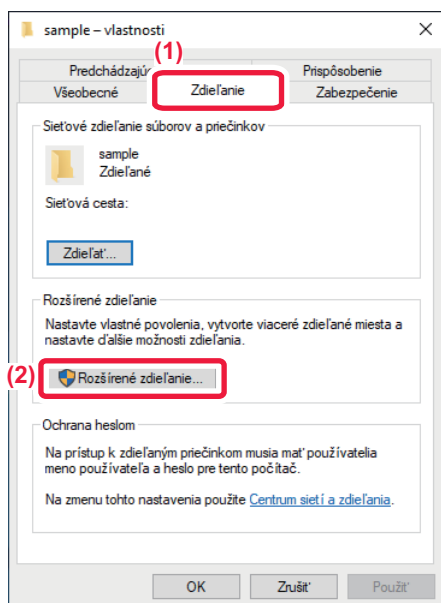 sample – vlastnosti
(1)
Predchádzajú
Prispôsobenie
Všeobecné
Zdieľanie
Zabezpečenie
Sieťové zdieľanie súborov a priečinkov
sample
Zdieľané
Sieťová cesta:
Zdieľať...
Rozšírené zdieľanie
Nastavte vlastné povolenia, vytvorte viaceré zdieľané miesta a
nastavte ďalšie možnosti zdieľania.
(2)
Rozšírené zdieľanie...
Ochrana heslom
Na prístup k zdieľaným priečinkom musia mať používatelia
meno používateľa a heslo pre tento počítač.
Na zmenu tohto nastavenia použite Centrum sietí a zdieľania.
OK
Zrušiť
Použiť